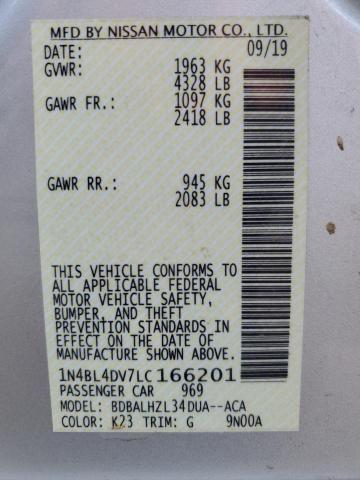 MFD BY NISSAN MOTOR CO., LTD.
DATE: 09/19
GVWR: 1963 KG
4328 LB
GAWR FR.: 1097 KG
2418 LB
GAWR RR.: 945 KG
2083 LB
THIS VEHICLE CONFORMS TO
ALL APPLICABLE FEDERAL
MOTOR VEHICLE SAFETY,
BUMPER, AND THEFT
PREVENTION STANDARDS IN
EFFECT ON THE DATE OF
MANUFACTURE SHOWN ABOVE.
1N4BL4DV7LC166201
PASSENGER CAR 969
MODEL: BDBALHZL34DUA--ACA
COLOR: K23 TRIM: G 9N00A